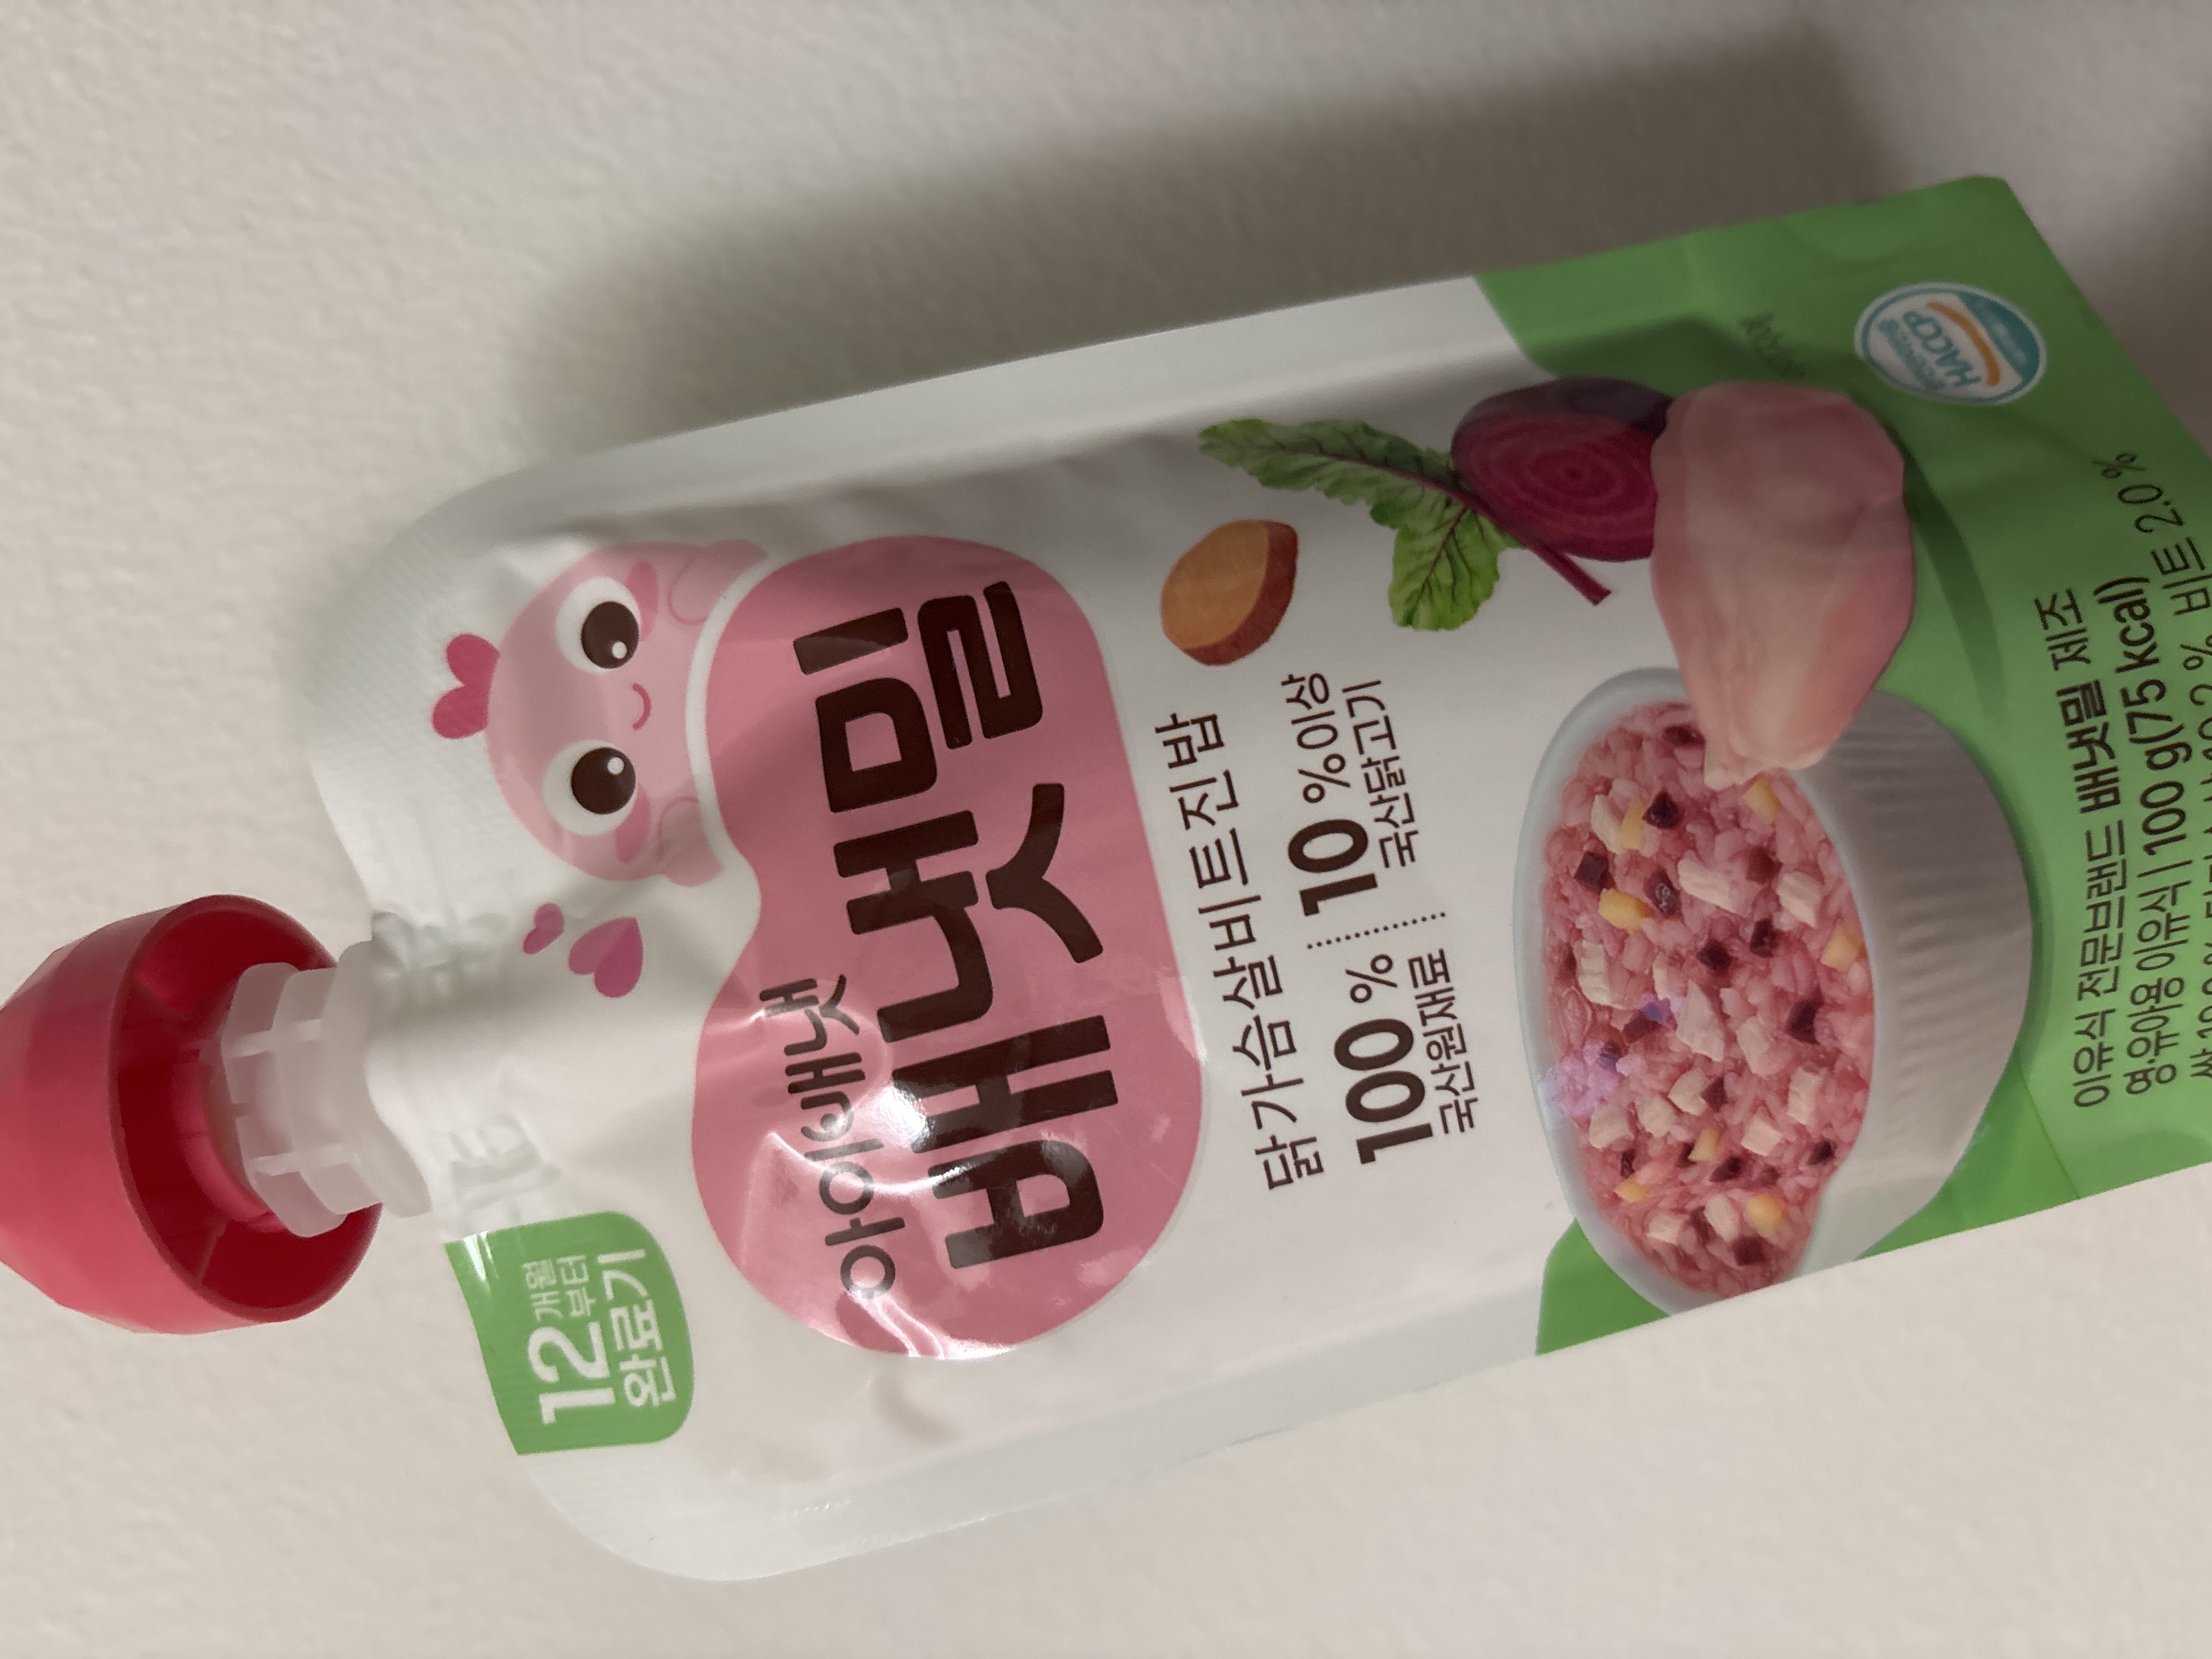 12 개월
부터
완료기
아이배냇
배냇밀
닭가슴살비트진밥
100 % 10 %이상
국산원재료 국산닭고기
HACCP
이유식 전문브랜드 배냇밀 제조
영·유아용 이유식 | 100 g(75 kcal)
비트 2.0 %